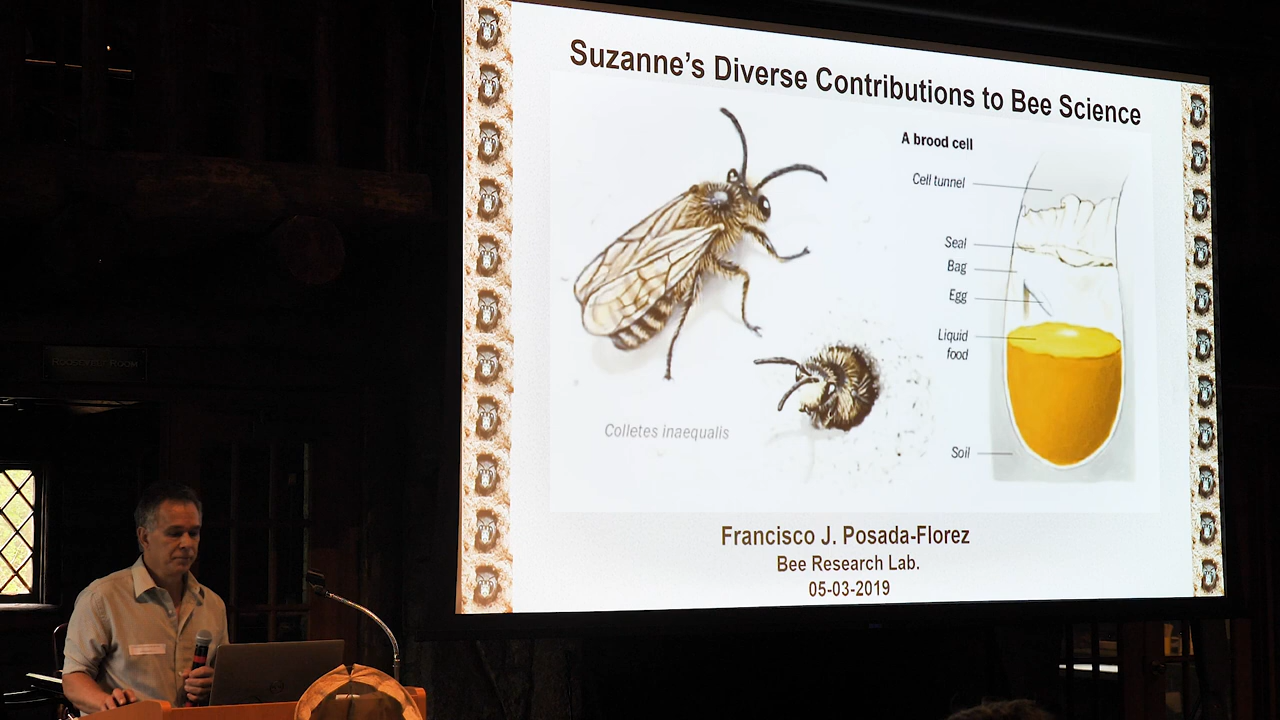 Suzanne's Diverse Contributions to Bee Science
A brood cell
Cell tunnel
Seal
Bag
Egg
Liquid
food
Soil
Colletes inaequalis
Francisco J. Posada-Florez
Bee Research Lab.
05-03-2019